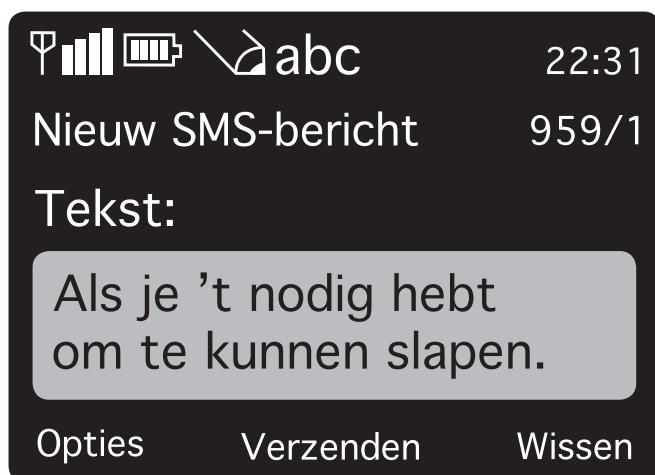 abc 22:31
Nieuw SMS-bericht 959/1
Tekst:
Als je ’t nodig hebt
om te kunnen slapen.
Opties Verzenden Wissen